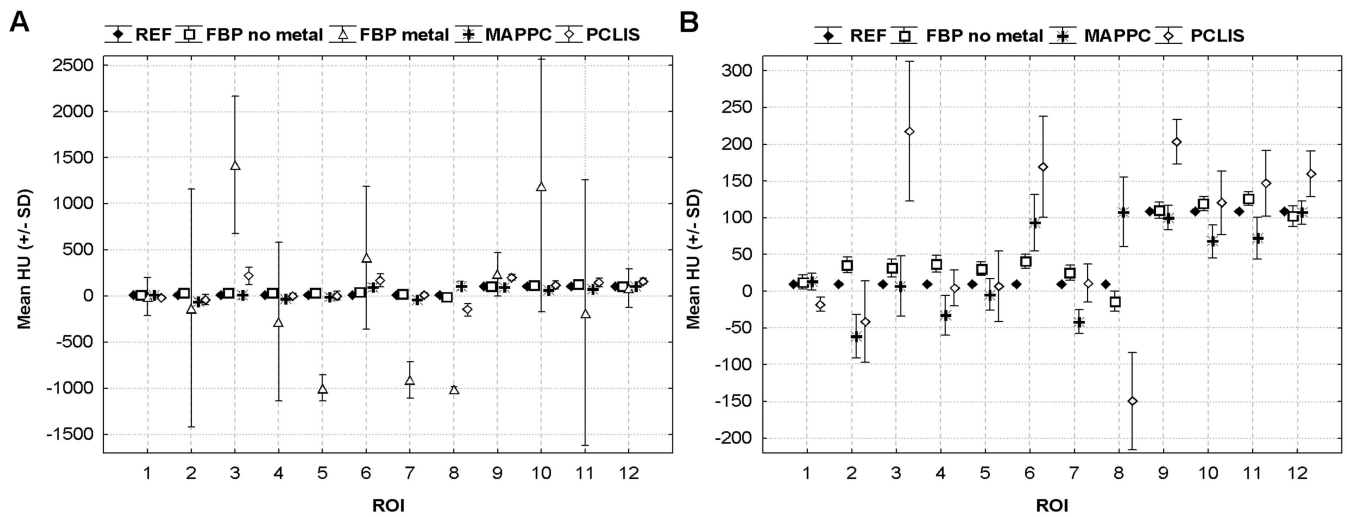 A
REF FBP no metal FBP metal MAPPC PCLIS
2500
2000
1500
1000
500
0
-500
-1000
-1500
Mean HU (+/- SD)
1 2 3 4 5 6 7 8 9 10 11 12
ROI
B
REF FBP no metal MAPPC PCLIS
300
250
200
150
100
50
0
-50
-100
-150
-200
Mean HU (+/- SD)
1 2 3 4 5 6 7 8 9 10 11 12
ROI